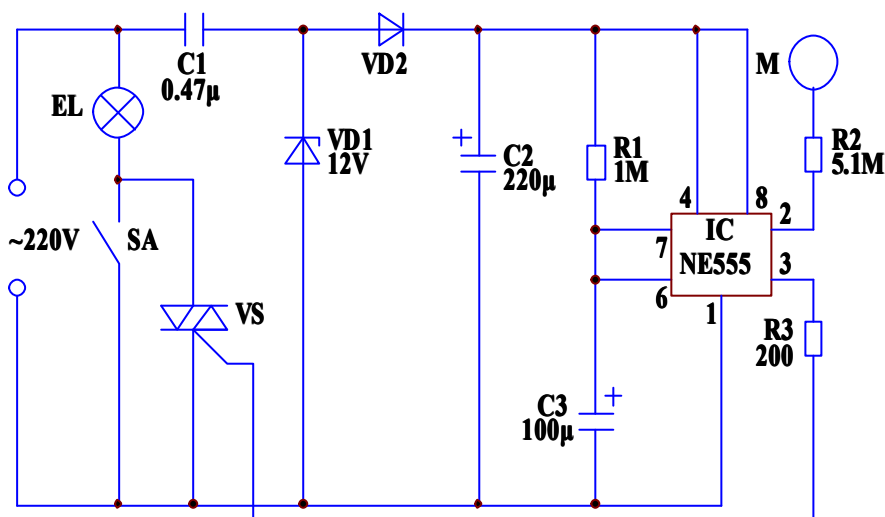 C1
0.47μ
VD2
M
EL
VD1
12V
C2
220μ
R1
1M
R2
5.1M
4
8
2
IC
NE555
7
3
6
1
~220V
SA
VS
R3
200
C3
100μ
+
+